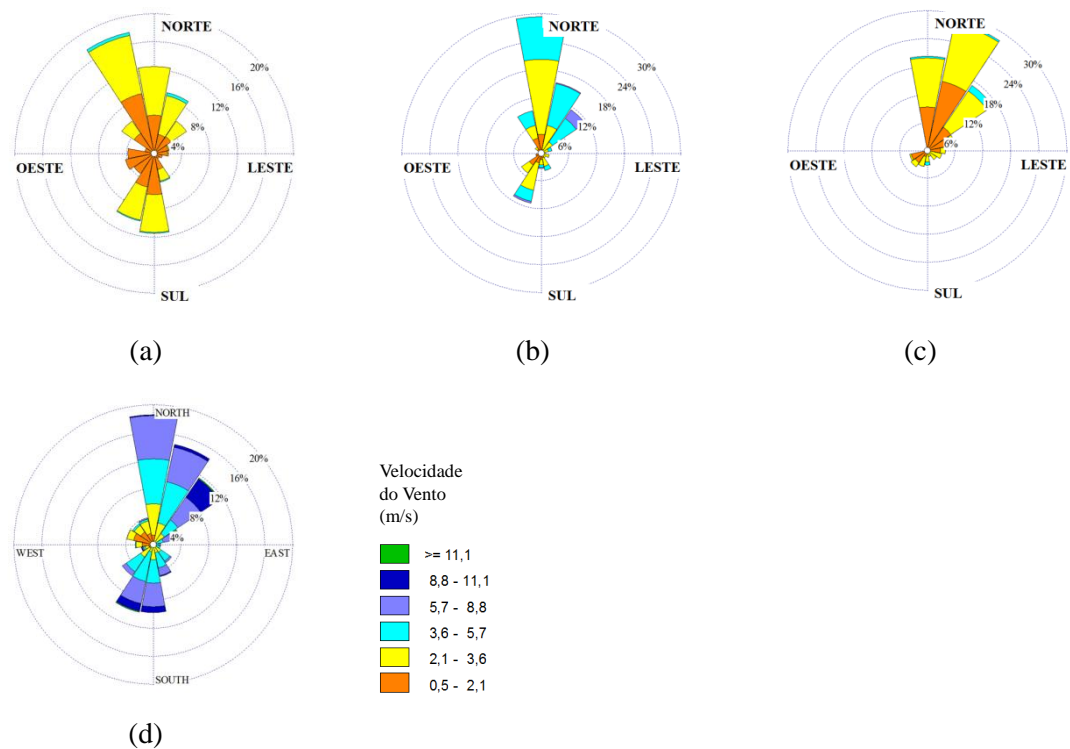 NORTE
20%
16%
12%
8%
4%
OESTE
LESTE
SUL
(a)
NORTE
30%
24%
18%
12%
6%
OESTE
LESTE
SUL
(b)
NORTE
30%
24%
18%
12%
6%
OESTE
LESTE
SUL
(c)
NORTH
20%
16%
12%
8%
4%
WEST
EAST
SOUTH
(d)
Velocidade
do Vento
(m/s)
>= 11,1
8,8 - 11,1
5,7 - 8,8
3,6 - 5,7
2,1 - 3,6
0,5 - 2,1